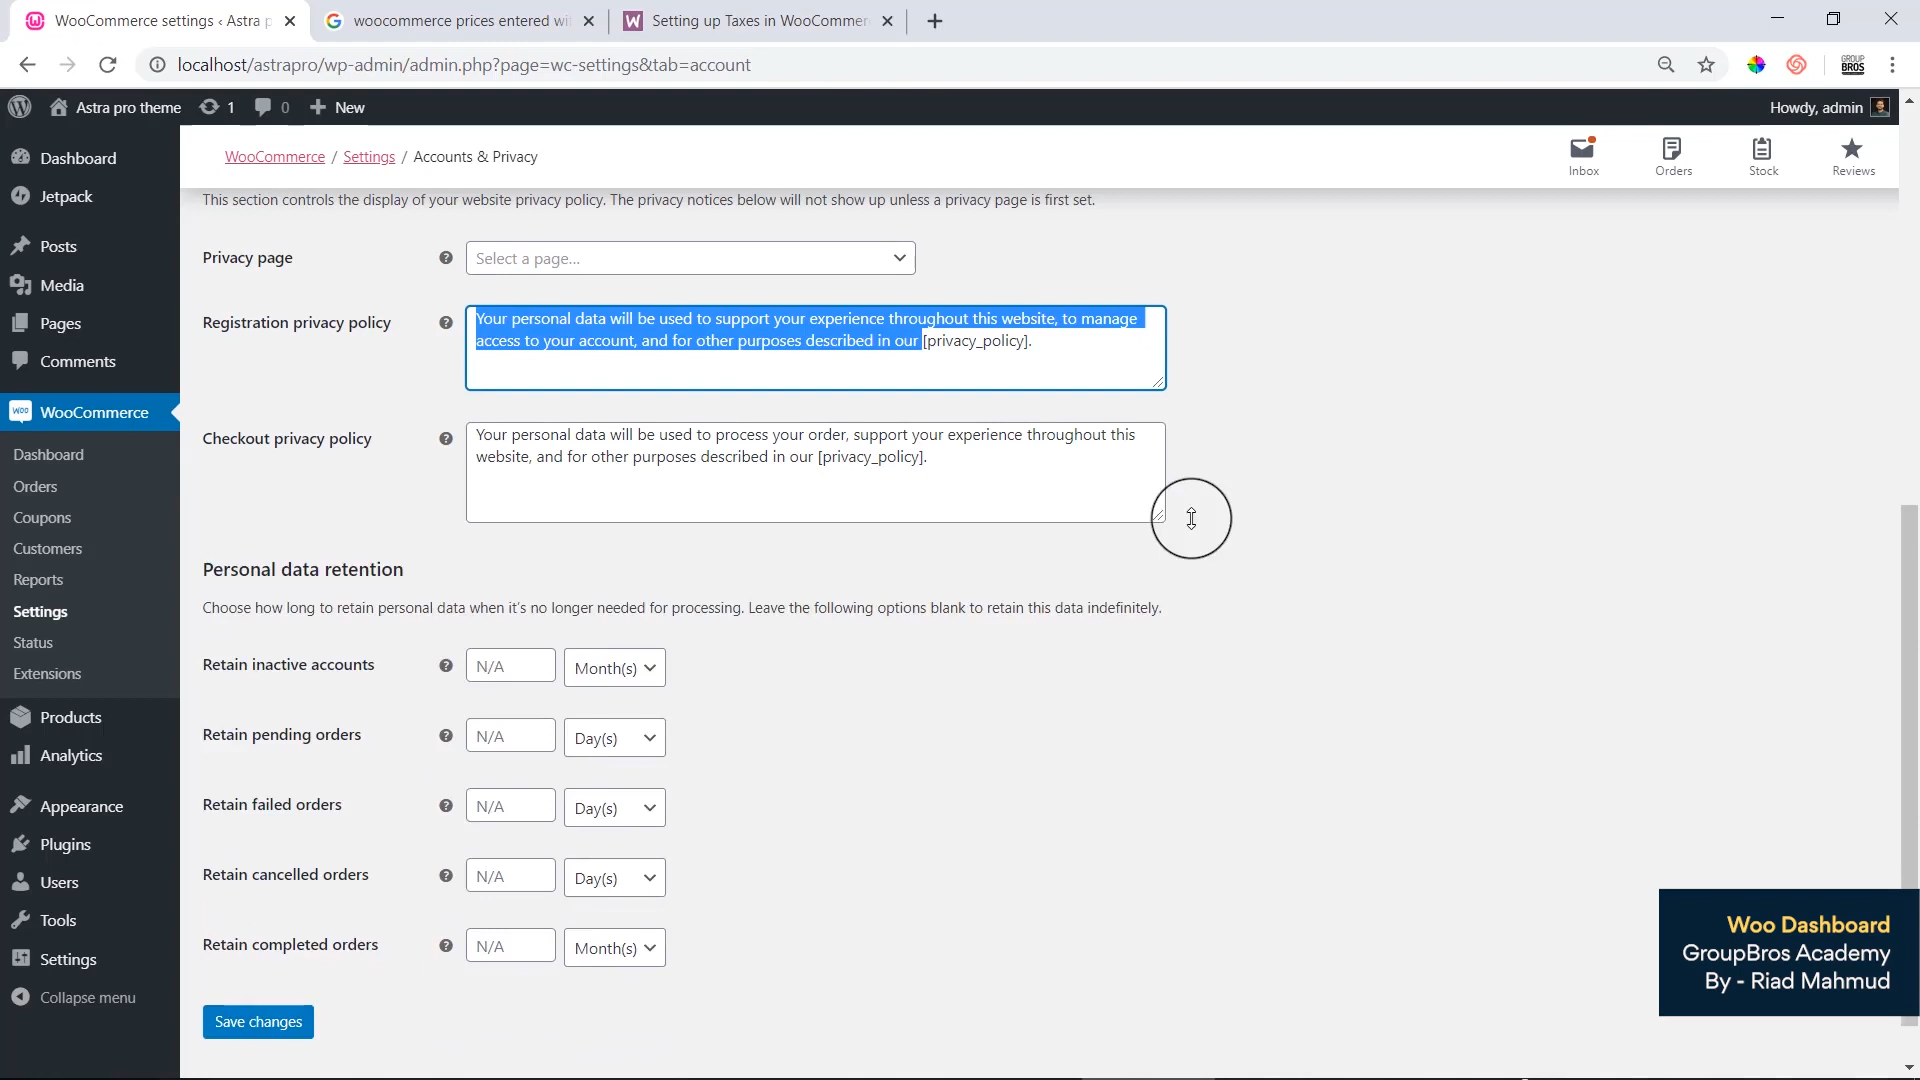 WooCommerce settings ‹ Astra p
woocommerce prices entered wi
Setting up Taxes in WooCommer
localhost/astrapro/wp-admin/admin.php?page=wc-settings&tab=account
GROUP
BROS
Astra pro theme
1
0
New
Howdy, admin
Dashboard
Jetpack
Posts
Media
Pages
Comments
WooCommerce
Dashboard
Orders
Coupons
Customers
Reports
Settings
Status
Extensions
Products
Analytics
Appearance
Plugins
Users
Tools
Settings
Collapse menu
WooCommerce / Settings / Accounts & Privacy
Inbox
Orders
Stock
Reviews
This section controls the display of your website privacy policy. The privacy notices below will not show up unless a privacy page is first set.
Privacy page
Select a page...
Registration privacy policy
Your personal data will be used to support your experience throughout this website, to manage
access to your account, and for other purposes described in our [privacy_policy].
Checkout privacy policy
Your personal data will be used to process your order, support your experience throughout this
website, and for other purposes described in our [privacy_policy].
Personal data retention
Choose how long to retain personal data when it's no longer needed for processing. Leave the following options blank to retain this data indefinitely.
Retain inactive accounts
N/A
Month(s)
Retain pending orders
N/A
Day(s)
Retain failed orders
N/A
Day(s)
Retain cancelled orders
N/A
Day(s)
Retain completed orders
N/A
Month(s)
Save changes
Woo Dashboard
GroupBros Academy
By - Riad Mahmud